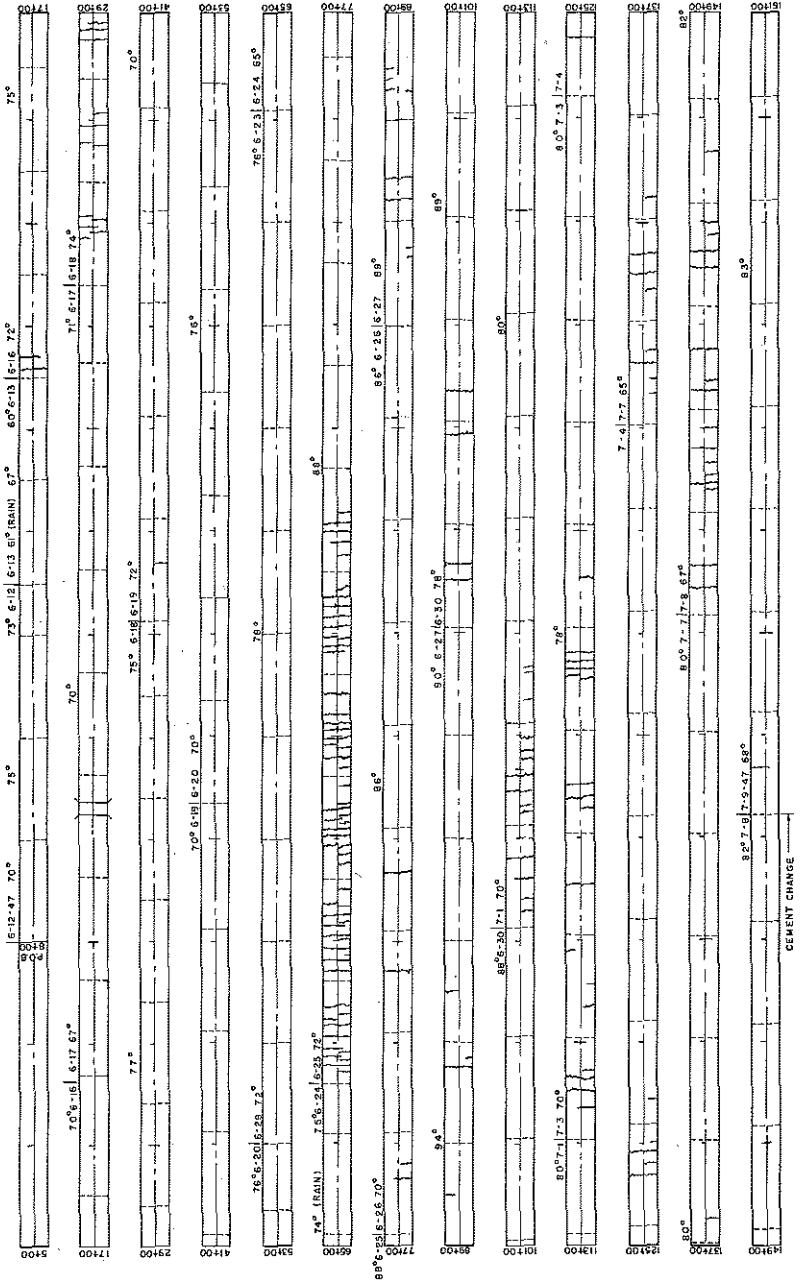 6-12-47 70° 75° 73° 6-12 | 6-13 61° (RAIN) 67° 60° 6-13 | 6-16 72° 75°
5+00 P.O.B. 8+00 17+00
70° 6-16 | 6-17 67° 70° 71° 6-17 | 6-18 74°
17+00 29+00
77° 75° 6-18 | 6-19 72° 70°
29+00 41+00
70° 6-19 | 6-20 70° 76°
41+00 53+00
76° 6-20 | 6-23 72° 78° 76° 6-23 | 6-24 65°
53+00 65+00
74° (RAIN) 75° 6-24 | 6-25 72° 88°
65+00 77+00
88° 6-25 | 6-26 70° 86° 86° 6-26 | 6-27 89°
77+00 89+00
94° 80° 6-27 | 6-30 78° 89°
89+00 101+00
88° 6-30 | 7-1 70° 80°
101+00 113+00
80° 7-1 | 7-3 70° 78° 80° 7-3 | 7-4
113+00 125+00
7-4 | 7-7 65°
125+00 137+00
80° 80° 7-7 | 7-8 67° 82°
137+00 149+00
82° 7-8 | 7-9-47 68° 83°
149+00 161+00
CEMENT CHANGE